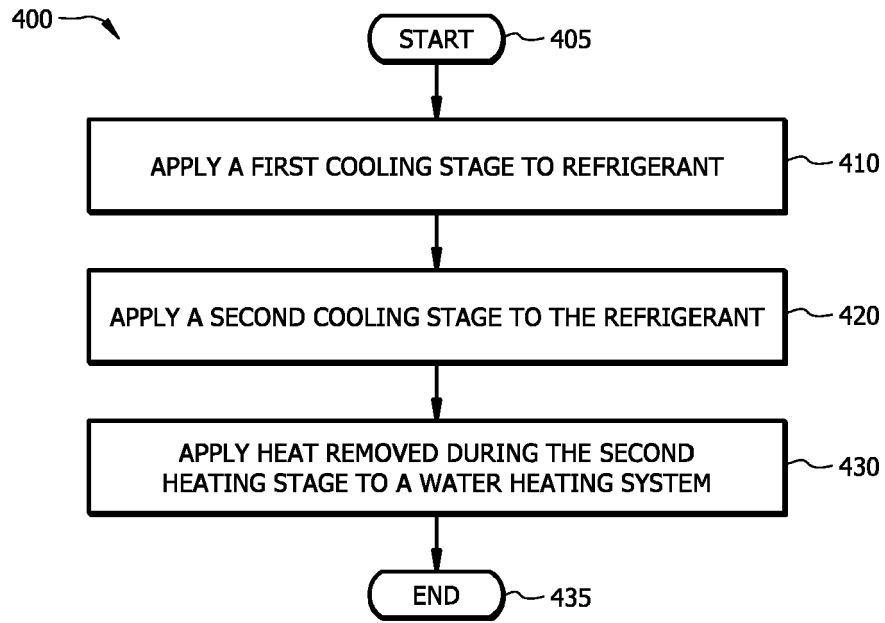 400
START
405
APPLY A FIRST COOLING STAGE TO REFRIGERANT
410
APPLY A SECOND COOLING STAGE TO THE REFRIGERANT
420
APPLY HEAT REMOVED DURING THE SECOND
HEATING STAGE TO A WATER HEATING SYSTEM
430
END
435